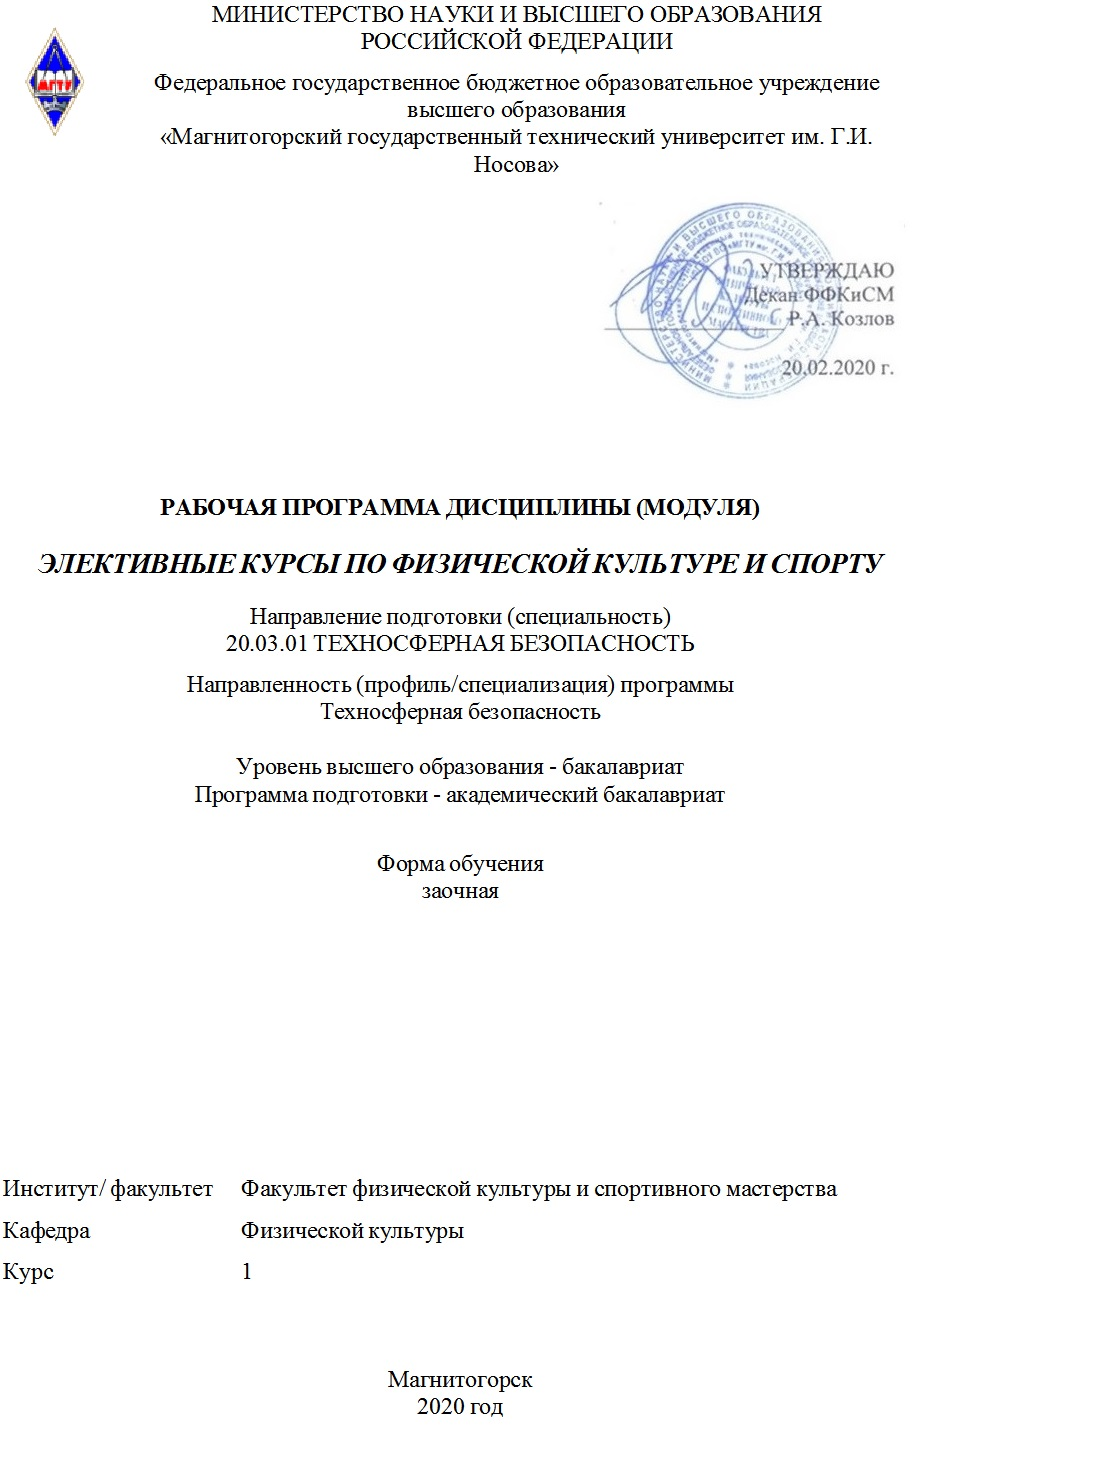 МИНИСТЕРСТВО НАУКИ И ВЫСШЕГО ОБРАЗОВАНИЯ
РОССИЙСКОЙ ФЕДЕРАЦИИ
МГТУ
Федеральное государственное бюджетное образовательное учреждение
высшего образования
«Магнитогорский государственный технический университет им. Г.И.
Носова»
УТВЕРЖДАЮ
Декан ФФКиСМ
Р.А. Козлов
20.02.2020 г.
РАБОЧАЯ ПРОГРАММА ДИСЦИПЛИНЫ (МОДУЛЯ)
ЭЛЕКТИВНЫЕ КУРСЫ ПО ФИЗИЧЕСКОЙ КУЛЬТУРЕ И СПОРТУ
Направление подготовки (специальность)
20.03.01 ТЕХНОСФЕРНАЯ БЕЗОПАСНОСТЬ
Направленность (профиль/специализация) программы
Техносферная безопасность
Уровень высшего образования - бакалавриат
Программа подготовки - академический бакалавриат
Форма обучения
заочная
Институт/ факультет Факультет физической культуры и спортивного мастерства
Кафедра Физической культуры
Курс 1
Магнитогорск
2020 год